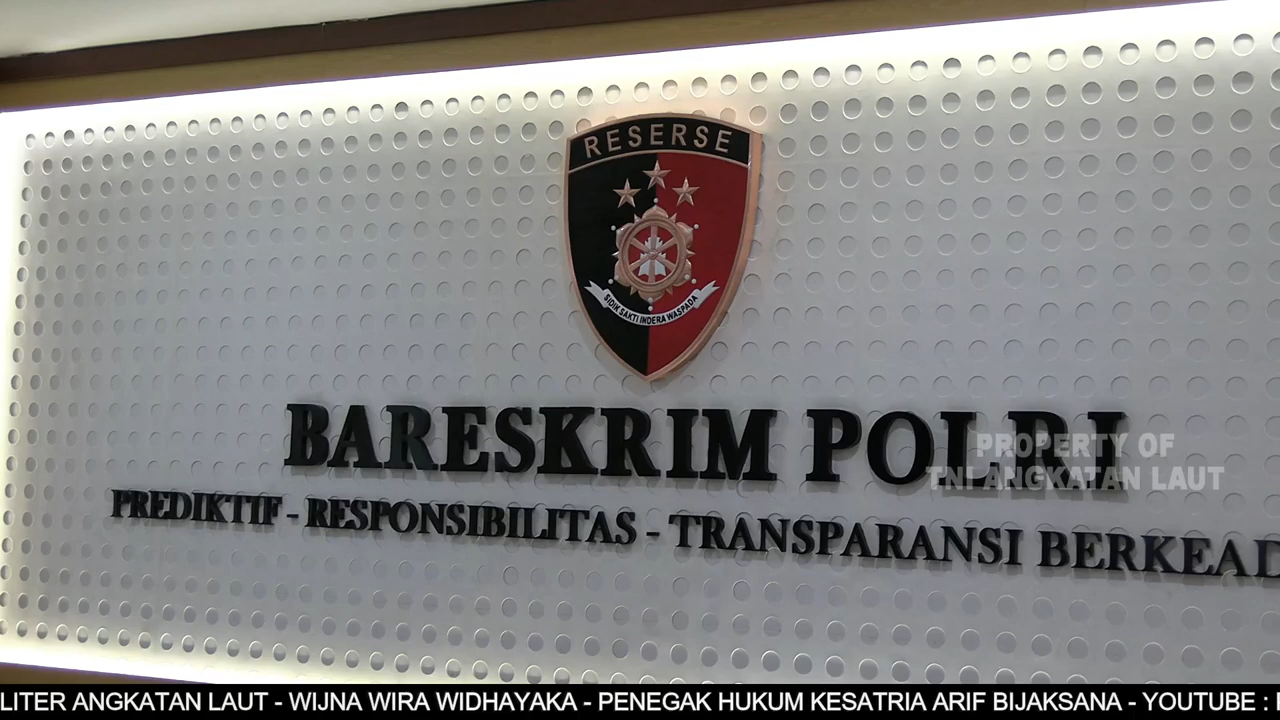 RESERSE
SIDIK SAKTI INDERA WASPADA
BARESKRIM POLRI
PROPERTY OF
TNI ANGKATAN LAUT
PREDIKTIF - RESPONSIBILITAS - TRANSPARANSI BERKEAD
LITER ANGKATAN LAUT - WIJNA WIRA WIDHAYAKA - PENEGAK HUKUM KESATRIA ARIF BIJAKSANA - YOUTUBE :